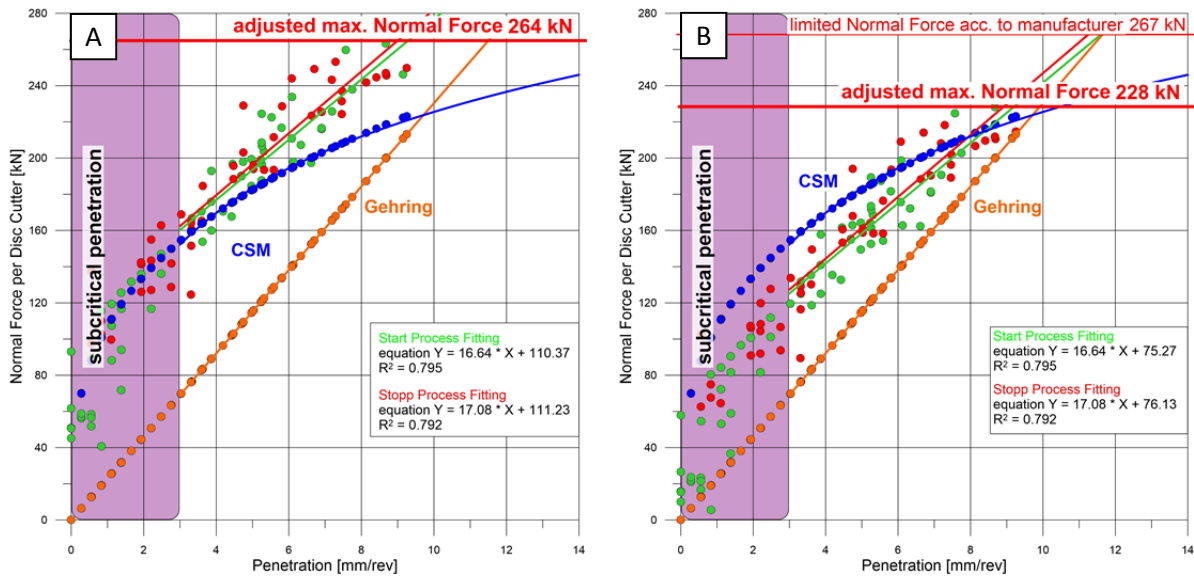 A
adjusted max. Normal Force 264 kN
Normal Force per Disc Cutter [kN]
280
240
200
160
120
80
40
0
subcritical penetration
CSM
Gehring
Start Process Fitting
equation Y = 16.64 * X + 110.37
R² = 0.795
Stopp Process Fitting
equation Y = 17.08 * X + 111.23
R² = 0.792
0 2 4 6 8 10 12 14
Penetration [mm/rev]
B
limited Normal Force acc. to manufacturer 267 kN
adjusted max. Normal Force 228 kN
Normal Force per Disc Cutter [kN]
280
240
200
160
120
80
40
0
subcritical penetration
CSM
Gehring
Start Process Fitting
equation Y = 16.64 * X + 75.27
R² = 0.795
Stopp Process Fitting
equation Y = 17.08 * X + 76.13
R² = 0.792
0 2 4 6 8 10 12 14
Penetration [mm/rev]